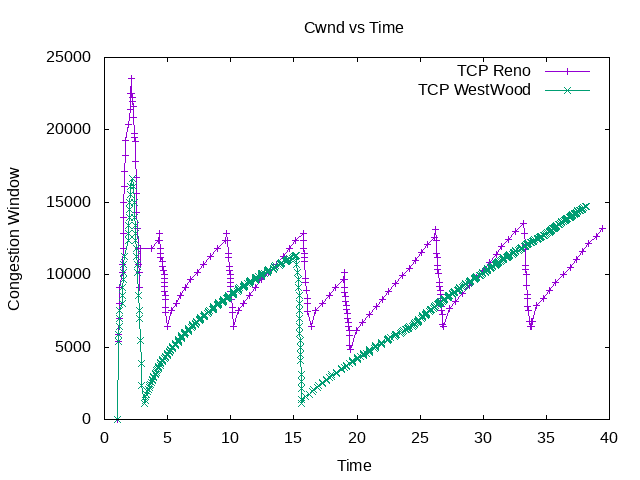 Cwnd vs Time
25000
20000
15000
10000
5000
0
0 5 10 15 20 25 30 35 40
Congestion Window
Time
TCP Reno
TCP WestWood